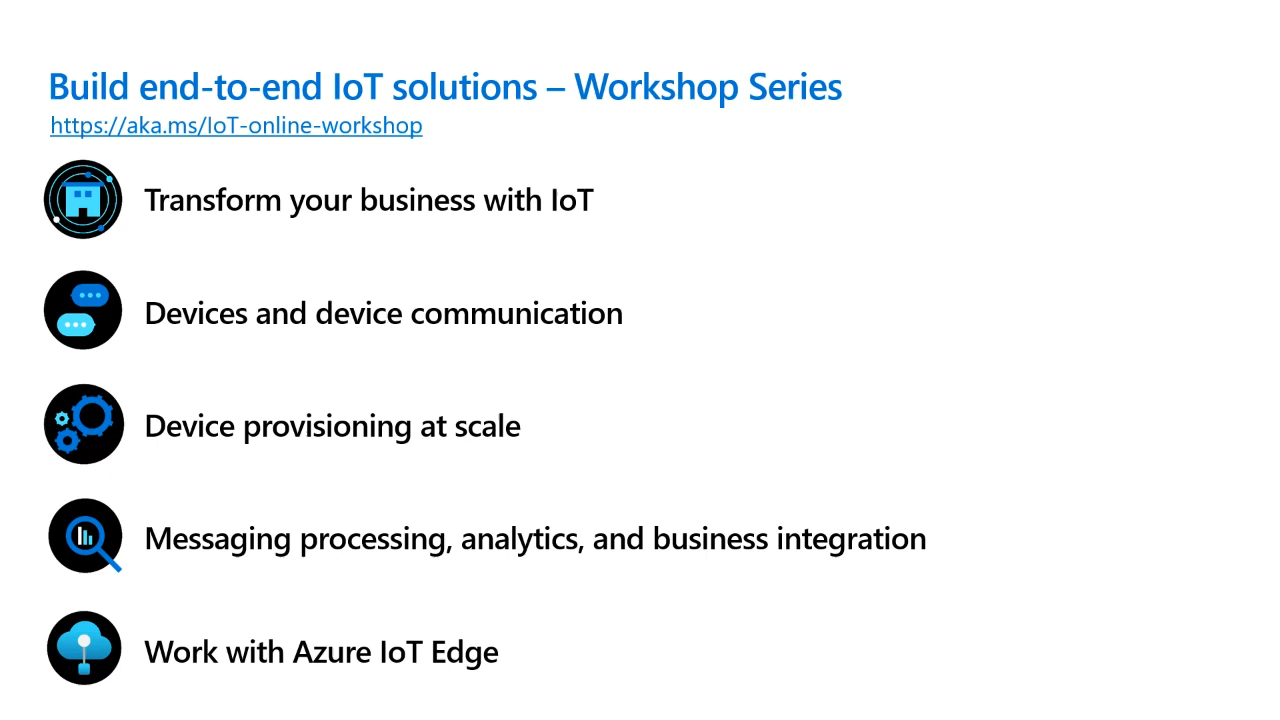 Build end-to-end IoT solutions – Workshop Series
https://aka.ms/IoT-online-workshop
Transform your business with IoT
Devices and device communication
Device provisioning at scale
Messaging processing, analytics, and business integration
Work with Azure IoT Edge